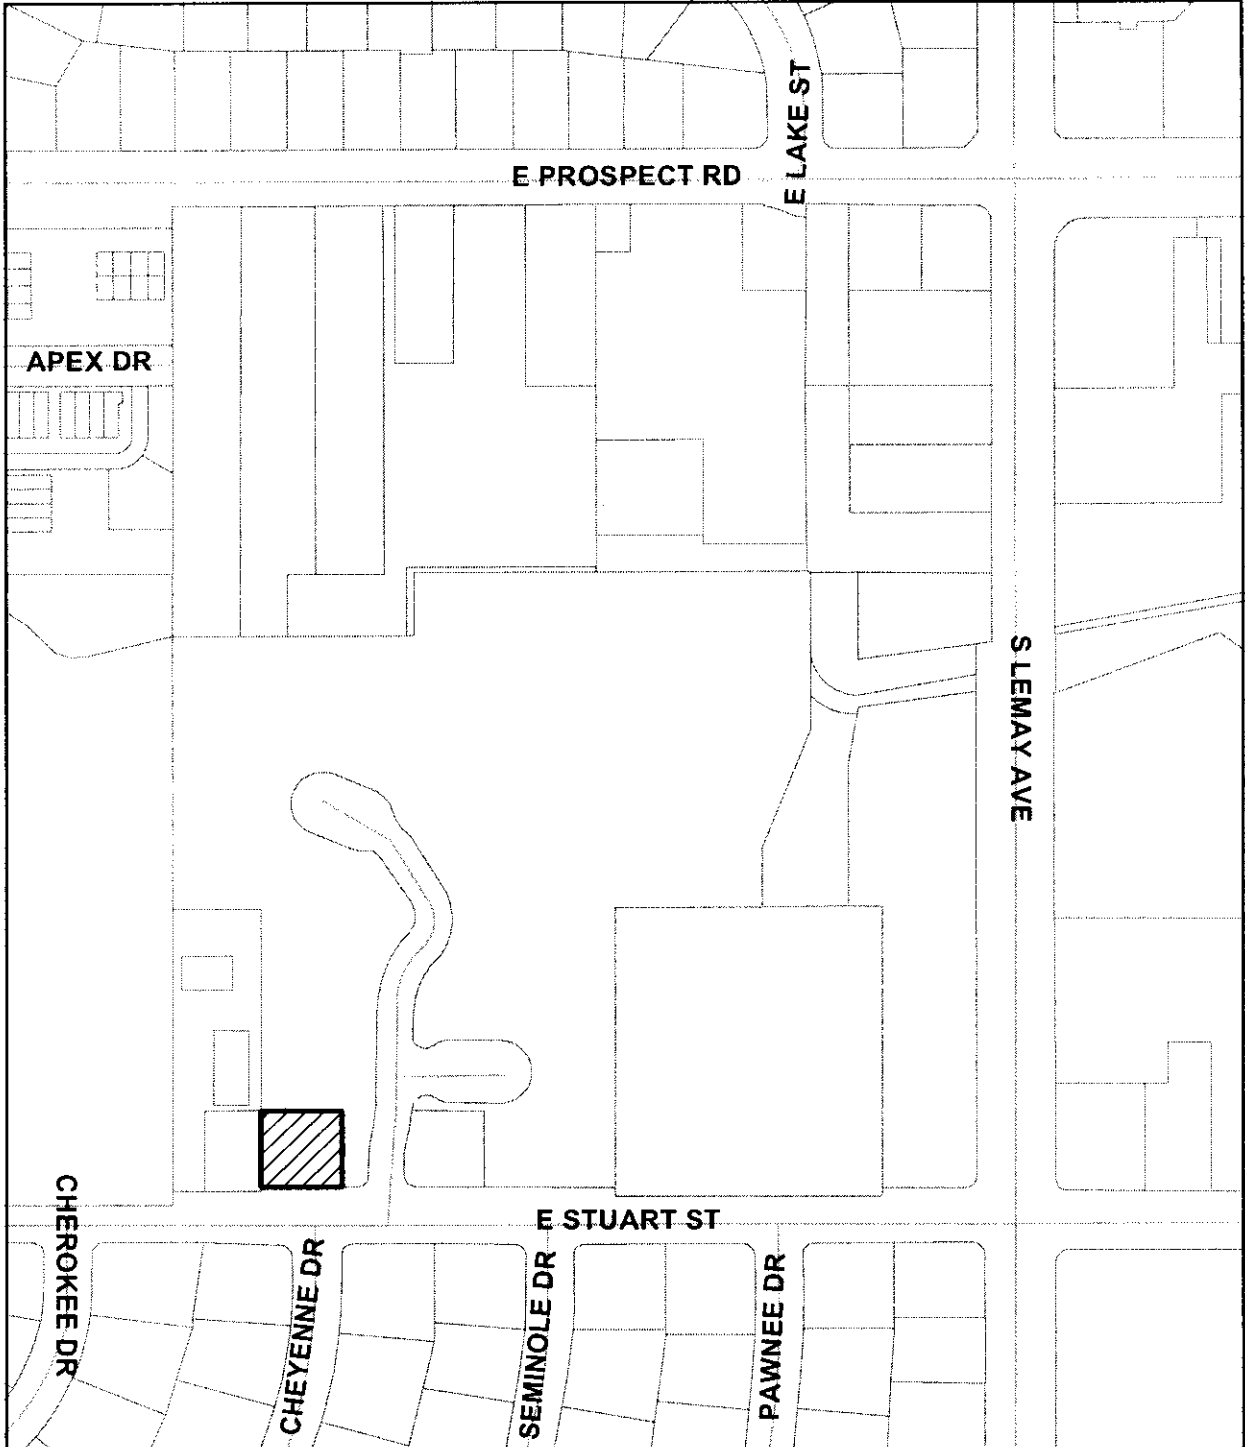 E LAKE ST
E PROSPECT RD
APEX DR
S LEMAY AVE
E STUART ST
CHEROKEE DR
CHEYENNE DR
SEMINOLE DR
PAWNEE DR